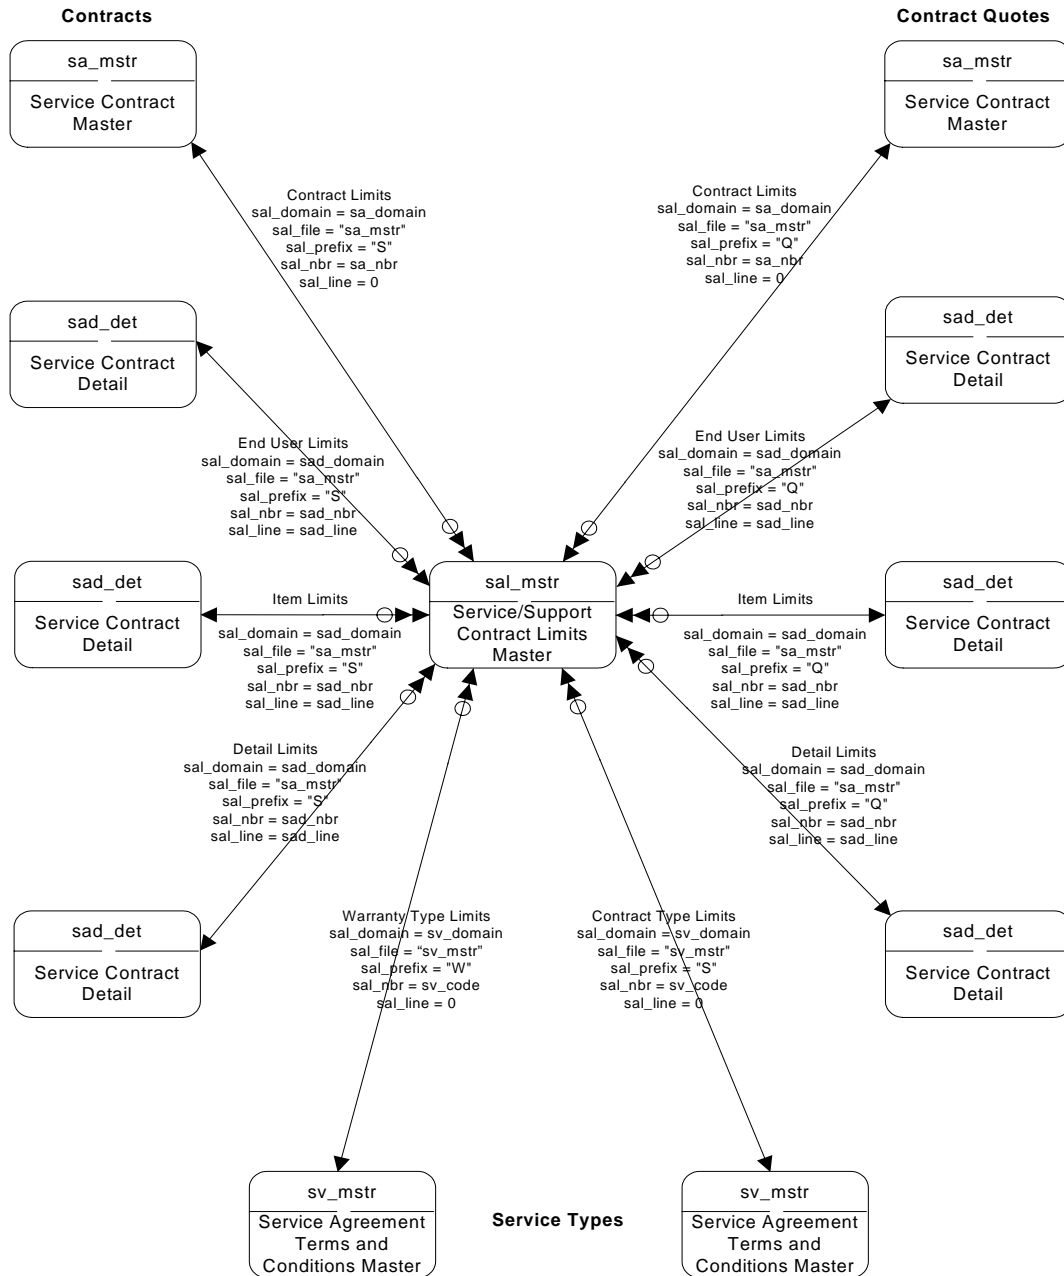 Contracts
Contract Quotes
sa_mstr
Service Contract
Master
sa_mstr
Service Contract
Master
Contract Limits
sal_domain = sa_domain
sal_file = "sa_mstr"
sal_prefix = "S"
sal_nbr = sa_nbr
sal_line = 0
Contract Limits
sal_domain = sa_domain
sal_file = "sa_mstr"
sal_prefix = "Q"
sal_nbr = sa_nbr
sal_line = 0
sad_det
Service Contract
Detail
sad_det
Service Contract
Detail
End User Limits
sal_domain = sad_domain
sal_file = "sa_mstr"
sal_prefix = "S"
sal_nbr = sad_nbr
sal_line = sad_line
End User Limits
sal_domain = sad_domain
sal_file = "sa_mstr"
sal_prefix = "Q"
sal_nbr = sad_nbr
sal_line = sad_line
sad_det
Service Contract
Detail
Item Limits
sal_domain = sad_domain
sal_file = "sa_mstr"
sal_prefix = "S"
sal_nbr = sad_nbr
sal_line = sad_line
sal_mstr
Service/Support
Contract Limits
Master
Item Limits
sal_domain = sad_domain
sal_file = "sa_mstr"
sal_prefix = "Q"
sal_nbr = sad_nbr
sal_line = sad_line
sad_det
Service Contract
Detail
Detail Limits
sal_domain = sad_domain
sal_file = "sa_mstr"
sal_prefix = "S"
sal_nbr = sad_nbr
sal_line = sad_line
Detail Limits
sal_domain = sad_domain
sal_file = "sa_mstr"
sal_prefix = "Q"
sal_nbr = sad_nbr
sal_line = sad_line
sad_det
Service Contract
Detail
Warranty Type Limits
sal_domain = sv_domain
sal_file = “sv_mstr”
sal_prefix = "W"
sal_nbr = sv_code
sal_line = 0
Contract Type Limits
sal_domain = sv_domain
sal_file = "sv_mstr"
sal_prefix = "S"
sal_nbr = sv_code
sal_line = 0
sad_det
Service Contract
Detail
sv_mstr
Service Agreement
Terms and
Conditions Master
Service Types
sv_mstr
Service Agreement
Terms and
Conditions Master